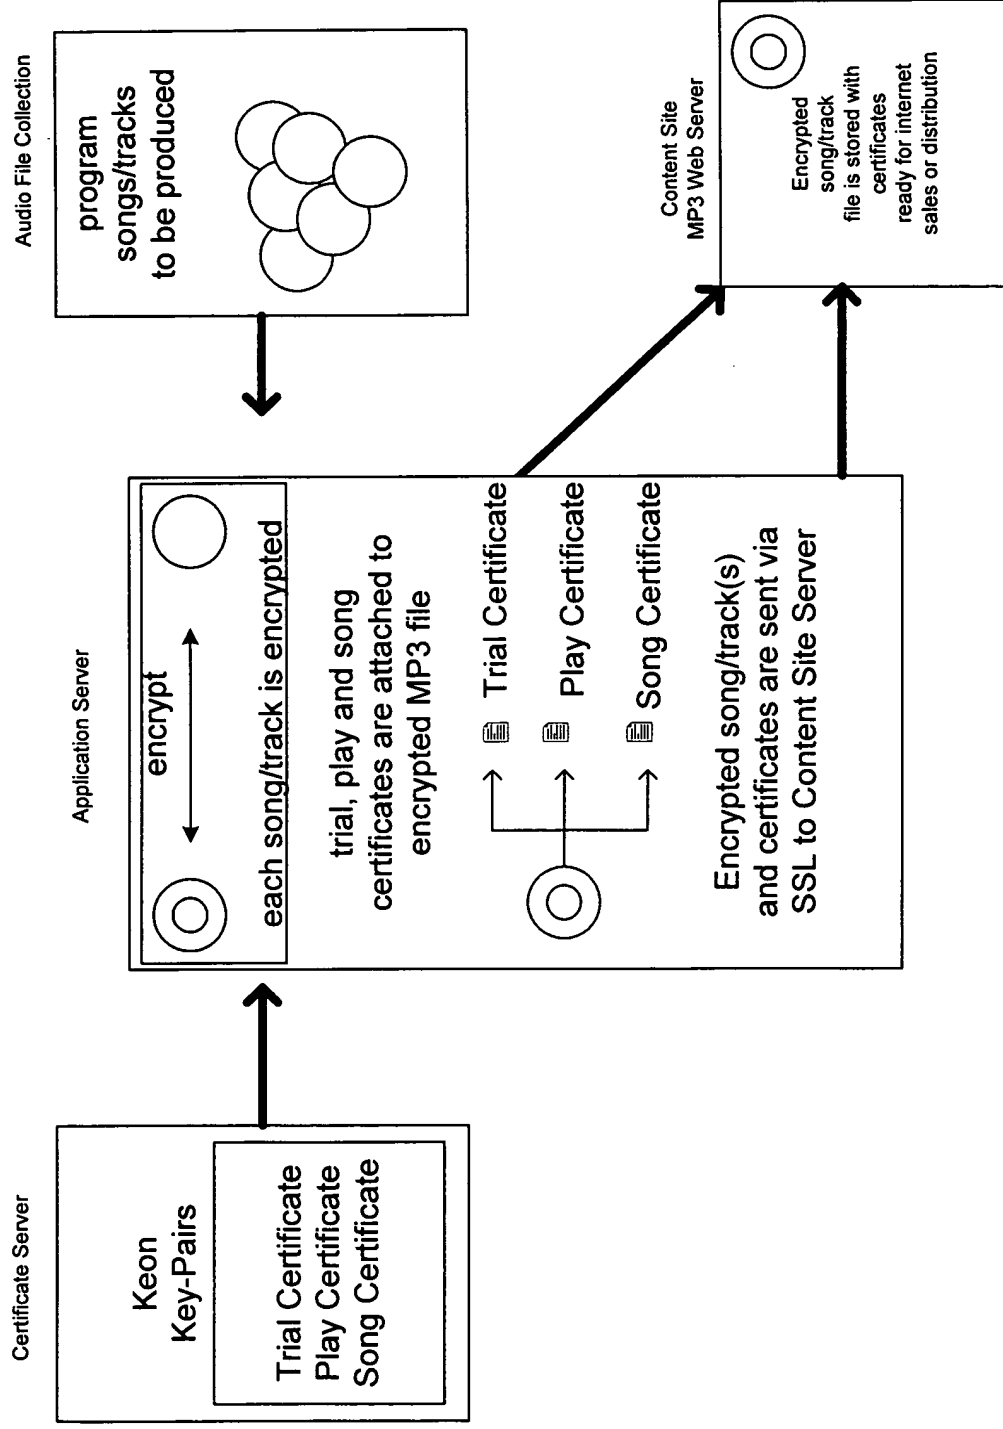 Certificate Server
Keon
Key-Pairs
Trial Certificate
Play Certificate
Song Certificate
Application Server
encrypt
each song/track is encrypted
trial, play and song
certificates are attached to
encrypted MP3 file
Trial Certificate
Play Certificate
Song Certificate
Encrypted song/track(s)
and certificates are sent via
SSL to Content Site Server
Audio File Collection
program
songs/tracks
to be produced
Content Site
MP3 Web Server
Encrypted
song/track
file is stored with
certificates
ready for internet
sales or distribution